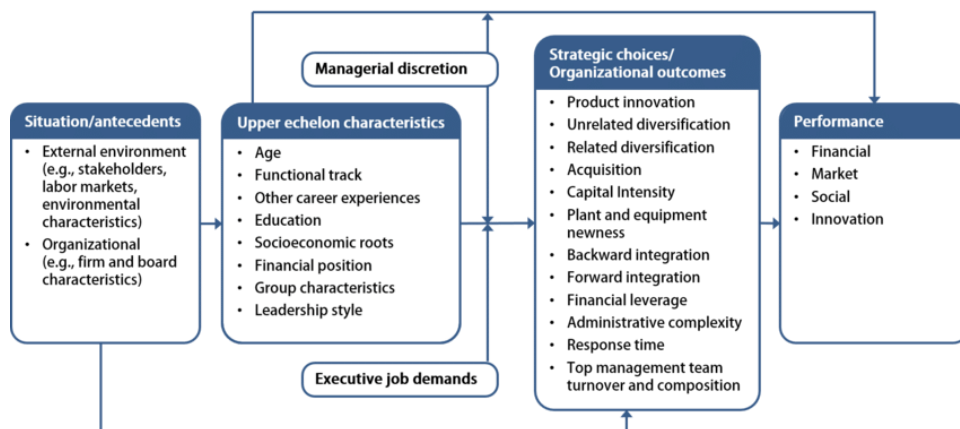 Managerial discretion
Situation/antecedents
• External environment
(e.g., stakeholders,
labor markets,
environmental
characteristics)
• Organizational
(e.g., firm and board
characteristics)
Upper echelon characteristics
• Age
• Functional track
• Other career experiences
• Education
• Socioeconomic roots
• Financial position
• Group characteristics
• Leadership style
Executive job demands
Strategic choices/
Organizational outcomes
• Product innovation
• Unrelated diversification
• Related diversification
• Acquisition
• Capital Intensity
• Plant and equipment
newness
• Backward integration
• Forward integration
• Financial leverage
• Administrative complexity
• Response time
• Top management team
turnover and composition
Performance
• Financial
• Market
• Social
• Innovation